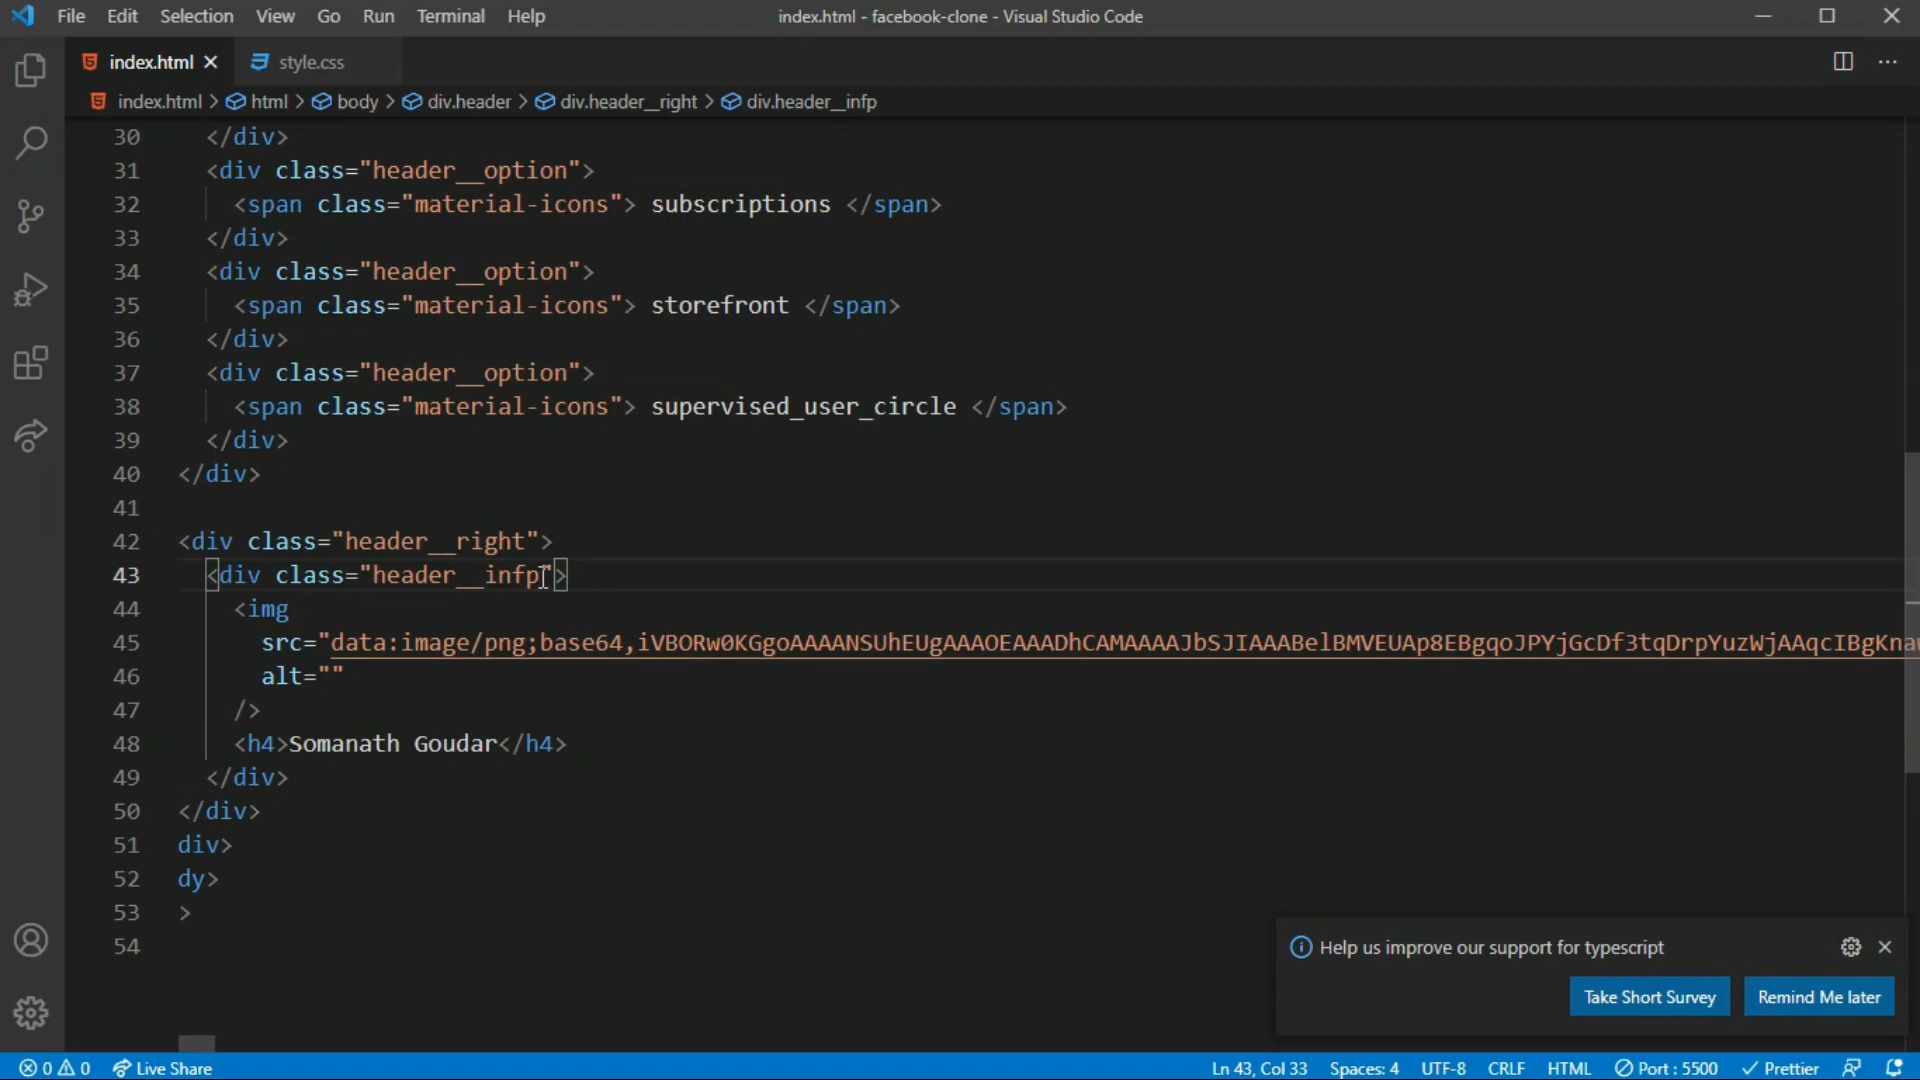 File Edit Selection View Go Run Terminal Help index.html - facebook-clone - Visual Studio Code
index.html style.css
index.html > html > body > div.header > div.header__right > div.header__infp
30 </div>
31 <div class="header__option">
32 <span class="material-icons"> subscriptions </span>
33 </div>
34 <div class="header__option">
35 <span class="material-icons"> storefront </span>
36 </div>
37 <div class="header__option">
38 <span class="material-icons"> supervised_user_circle </span>
39 </div>
40 </div>
41
42 <div class="header__right">
43 <div class="header__infp">
44 <img
45 src="data:image/png;base64,iVBORw0KGgoAAAANSUhEUgAAAOEAAADhCAMAAAAJbSJIAAABelBMVEUAp8EBgqoJPYjGcDf3tqDrpYuzWjAAqcIBgKnaw
46 alt=""
47 />
48 <h4>Somanath Goudar</h4>
49 </div>
50 </div>
51 div>
52 dy>
53 >
54
Help us improve our support for typescript
Take Short Survey Remind Me later
0 0 Live Share Ln 43, Col 33 Spaces: 4 UTF-8 CRLF HTML Port : 5500 Prettier